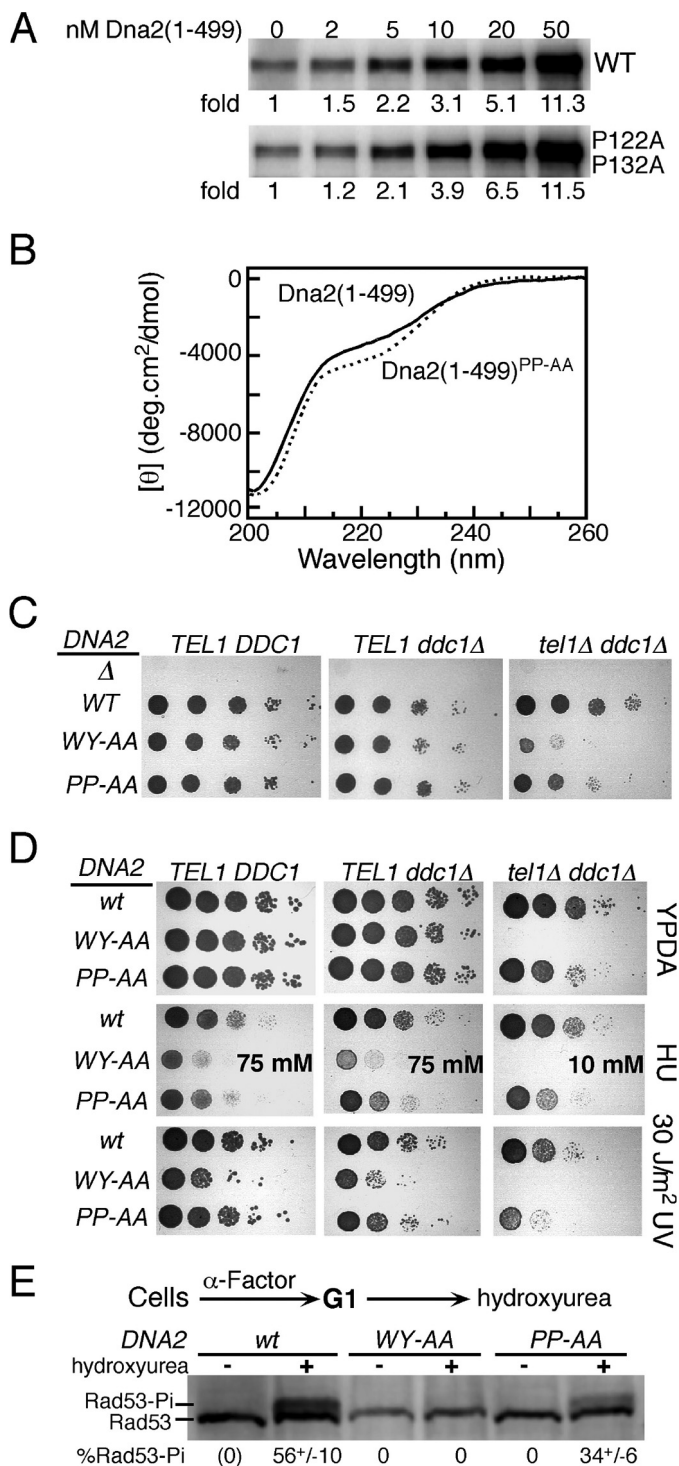 A
nM Dna2(1-499) 0 2 5 10 20 50
WT
fold 1 1.5 2.2 3.1 5.1 11.3
P122A
P132A
fold 1 1.2 2.1 3.9 6.5 11.5
B
[θ] (deg.cm²/dmol)
0
-4000
-8000
-12000
Dna2(1-499)
Dna2(1-499)PP-AA
200 220 240 260
Wavelength (nm)
C
DNA2 TEL1 DDC1 TEL1 ddc1Δ tel1Δ ddc1Δ
Δ
WT
WY-AA
PP-AA
D
DNA2 TEL1 DDC1 TEL1 ddc1Δ tel1Δ ddc1Δ
wt
WY-AA
PP-AA
YPDA
wt
WY-AA 75 mM 75 mM 10 mM
PP-AA
HU
wt
WY-AA
PP-AA
30 J/m² UV
E
Cells α-Factor G1 hydroxyurea
DNA2 wt WY-AA PP-AA
hydroxyurea - + - + - +
Rad53-Pi
Rad53
%Rad53-Pi (0) 56+/-10 0 0 0 34+/-6